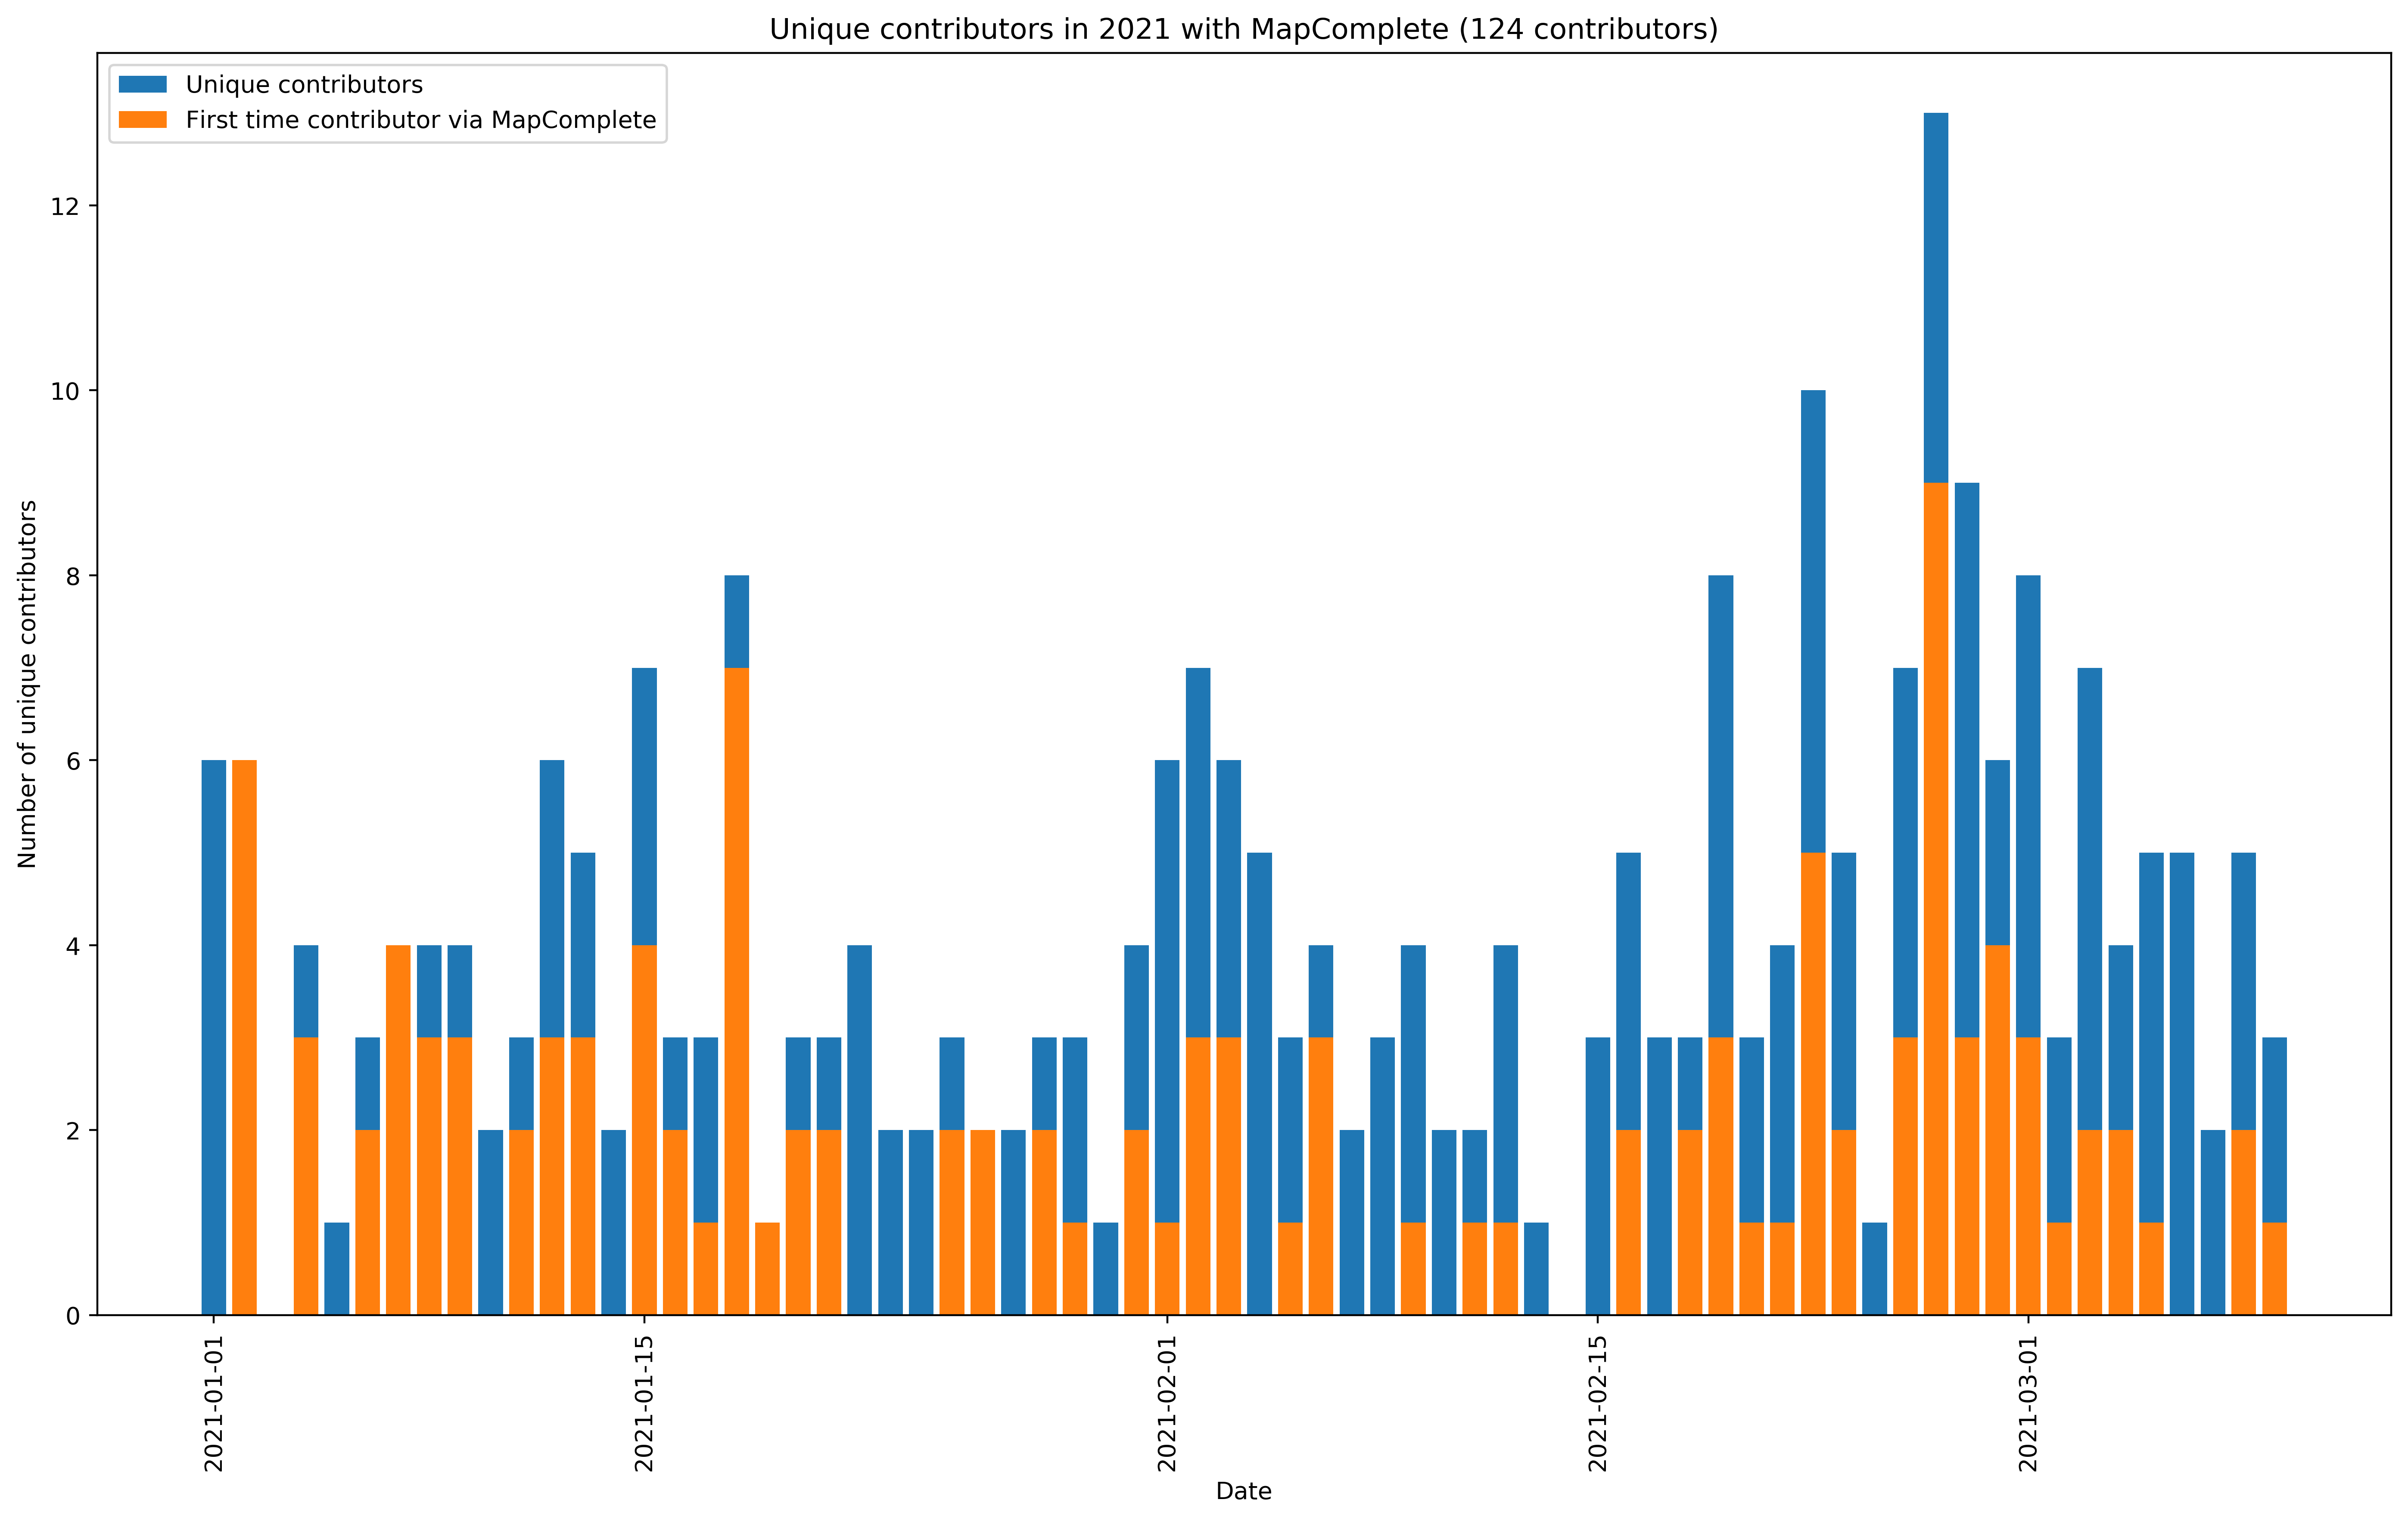 Unique contributors in 2021 with MapComplete (124 contributors)
Unique contributors
First time contributor via MapComplete
Number of unique contributors
12
10
8
6
4
2
0
2021-01-01
2021-01-15
2021-02-01
2021-02-15
2021-03-01
Date